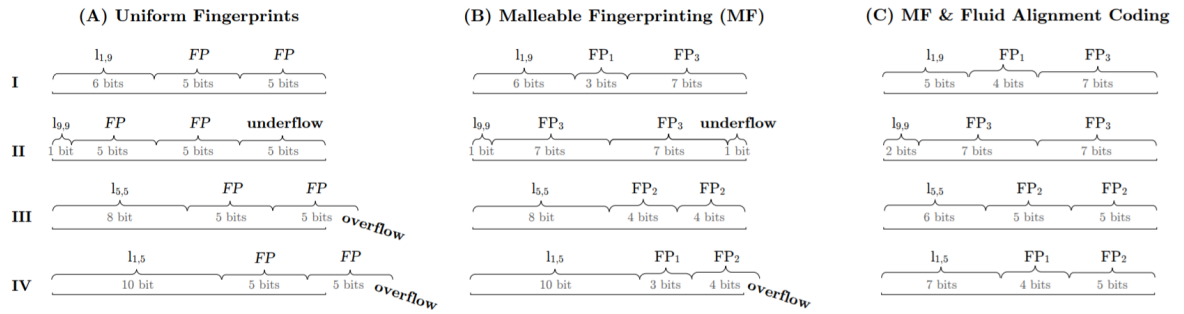 (A) Uniform Fingerprints (B) Malleable Fingerprinting (MF) (C) MF & Fluid Alignment Coding
l1,9 FP FP l1,9 FP1 FP3 l1,9 FP1 FP3
I 6 bits 5 bits 5 bits 6 bits 3 bits 7 bits 5 bits 4 bits 7 bits
l9,9 FP FP underflow l9,9 FP3 FP3 underflow l9,9 FP3 FP3
II 1 bit 5 bits 5 bits 5 bits 1 bit 7 bits 7 bits 1 bit 2 bits 7 bits 7 bits
l5,5 FP FP l5,5 FP2 FP2 l5,5 FP2 FP2
III 8 bit 5 bits 5 bits overflow 8 bit 4 bits 4 bits 6 bits 5 bits 5 bits
l1,5 FP FP l1,5 FP1 FP2 l1,5 FP1 FP2
IV 10 bit 5 bits 5 bits overflow 10 bit 3 bits 4 bits overflow 7 bits 4 bits 5 bits